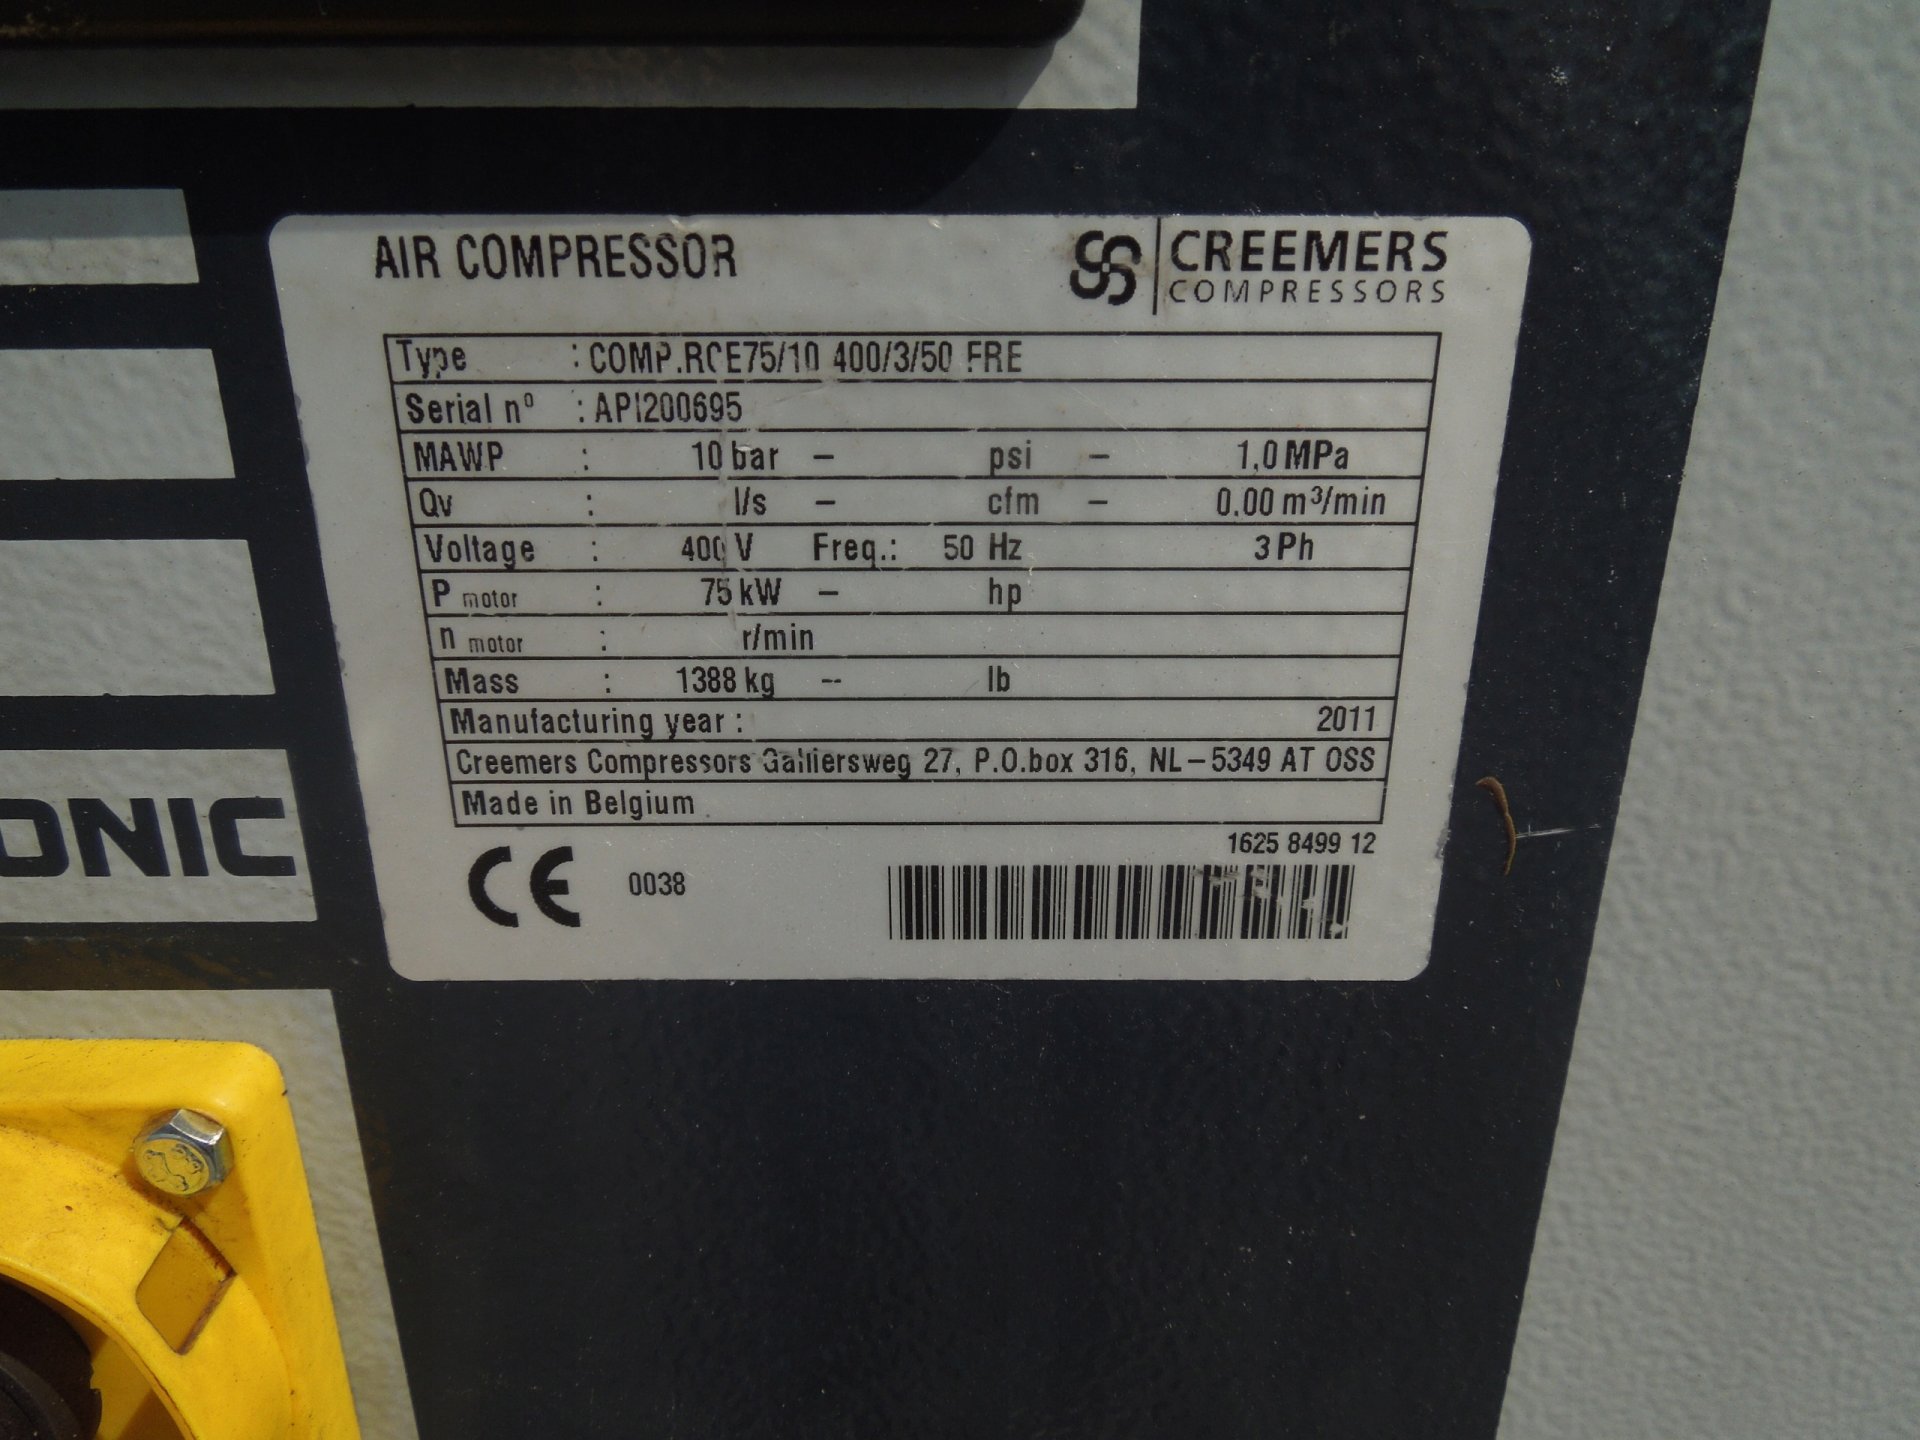 AIR COMPRESSOR
CREEMERS
COMPRESSORS
Type : COMP.RCE75/10 400/3/50 FRE
Serial nº : API200695
MAWP : 10 bar – psi – 1,0 MPa
Qv : l/s – cfm – 0.00 m³/min
Voltage : 400 V Freq.: 50 Hz 3 Ph
P motor : 75 kW – hp
n motor : r/min
Mass : 1388 kg -- lb
Manufacturing year : 2011
Creemers Compressors Galliersweg 27, P.O.box 316, NL–5349 AT OSS
Made in Belgium
1625 8499 12
CE 0038
ONIC